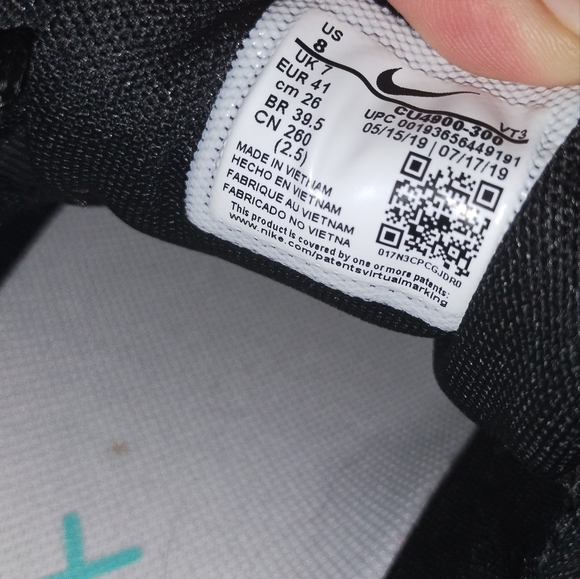 US
8
UK 7
EUR 41
cm 26
BR 39.5
CN 260
(2.5)
CU4900-300 VT3
UPC 00193656449191
05/15/19 | 07/17/19
017N3CPCGJDR0
MADE IN VIETNAM
HECHO EN VIETNAM
FABRIQUE AU VIETNAM
FABRICADO NO VIETNA
This product is covered by one or more patents:
www.nike.com/patentsvirtualmarking